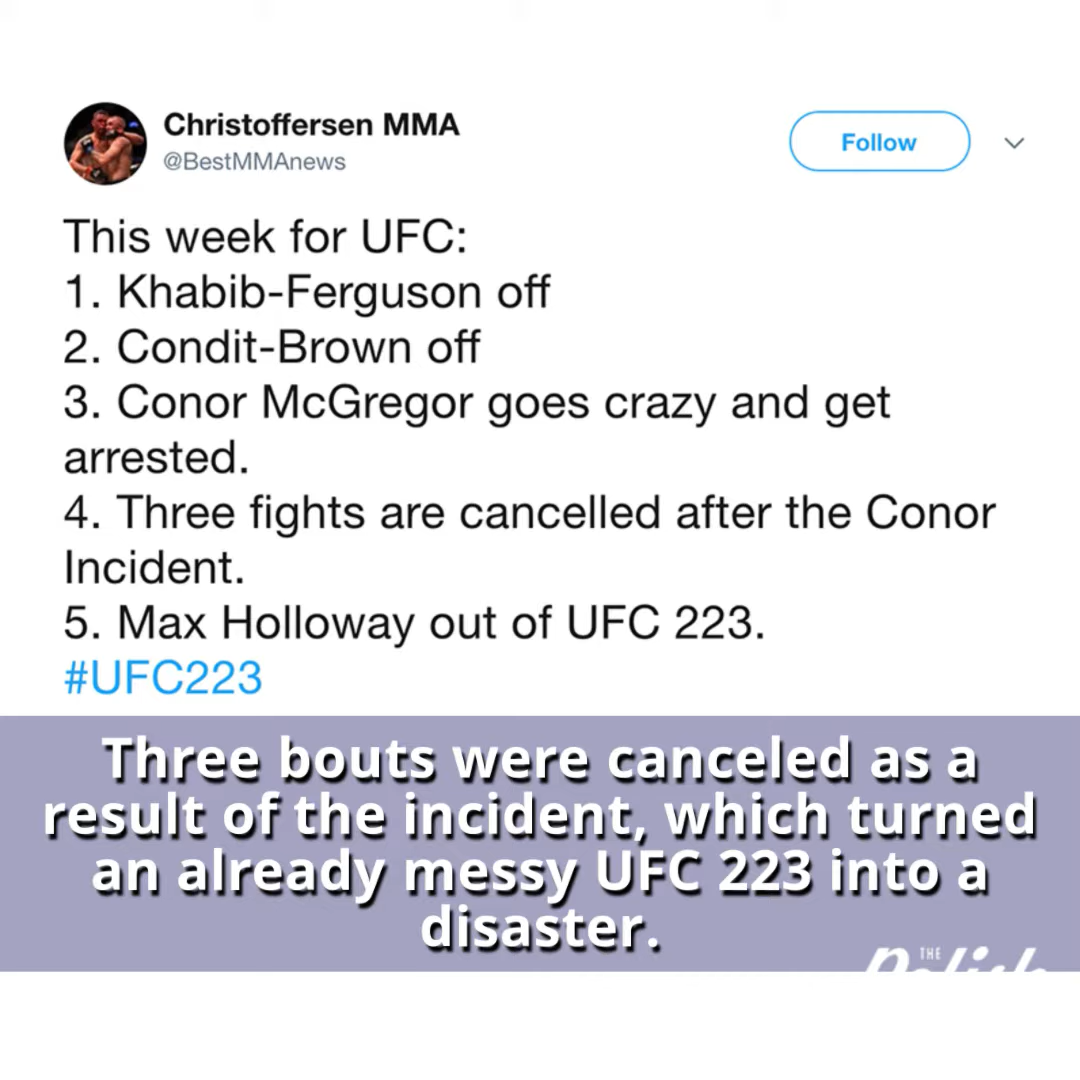 Christoffersen MMA
@BestMMAnews
Follow
This week for UFC:
1. Khabib-Ferguson off
2. Condit-Brown off
3. Conor McGregor goes crazy and get
arrested.
4. Three fights are cancelled after the Conor
Incident.
5. Max Holloway out of UFC 223.
#UFC223
Three bouts were canceled as a
result of the incident, which turned
an already messy UFC 223 into a
disaster.
THE